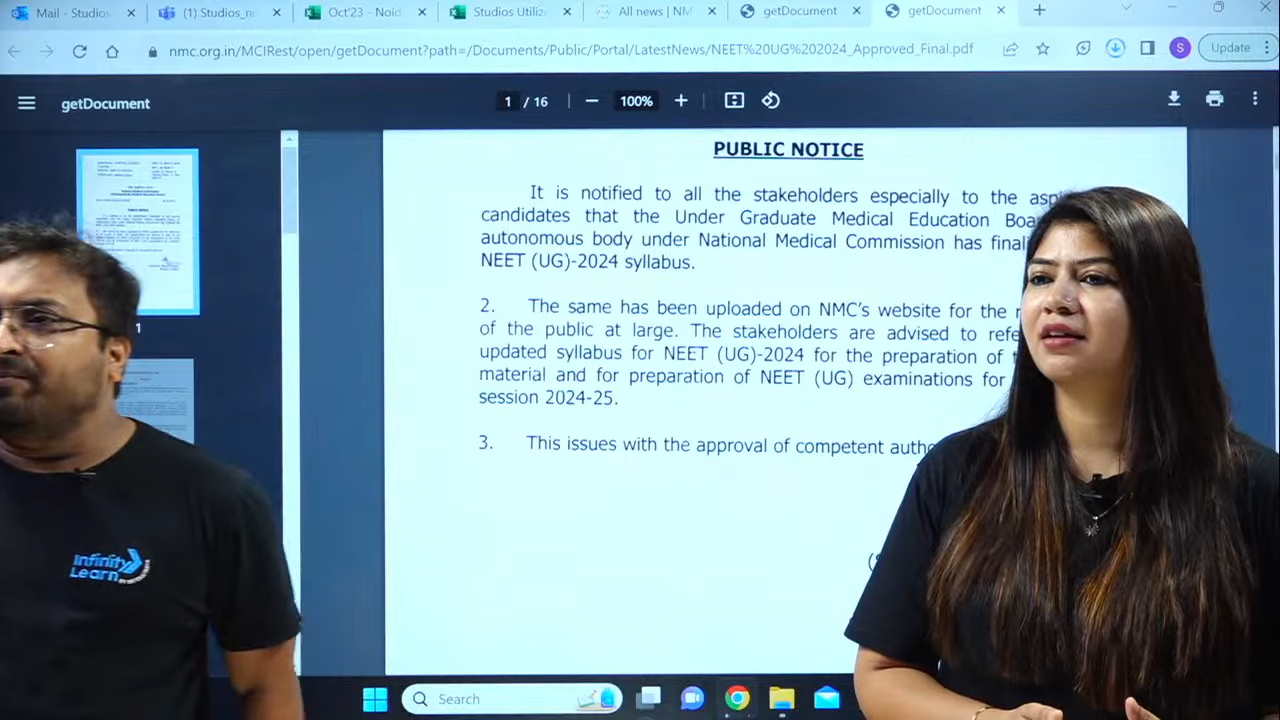 Mail - Studios
(1) Studios_n
Oct'23 - Noid
Studios Utiliz
All news | NM
getDocument
getDocument
nmc.org.in/MCIRest/open/getDocument?path=/Documents/Public/Portal/LatestNews/NEET%20UG%202024_Approved_Final.pdf
S
Update
getDocument
1 / 16
100%
PUBLIC NOTICE
It is notified to all the stakeholders especially to the asp
candidates that the Under Graduate Medical Education Boa
autonomous body under National Medical Commission has final
NEET (UG)-2024 syllabus.
2. The same has been uploaded on NMC's website for the r
of the public at large. The stakeholders are advised to refe
updated syllabus for NEET (UG)-2024 for the preparation of
material and for preparation of NEET (UG) examinations for
session 2024-25.
3. This issues with the approval of competent autho
1
Infinity
Learn
Search